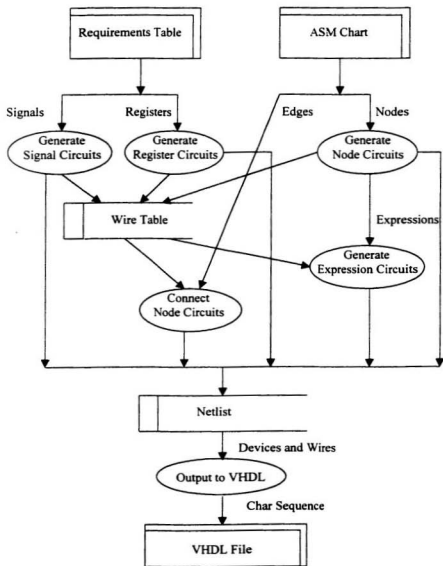 Requirements Table
ASM Chart
Signals
Registers
Edges
Nodes
Generate
Signal Circuits
Generate
Register Circuits
Generate
Node Circuits
Wire Table
Expressions
Generate
Expression Circuits
Connect
Node Circuits
Netlist
Devices and Wires
Output to VHDL
Char Sequence
VHDL File